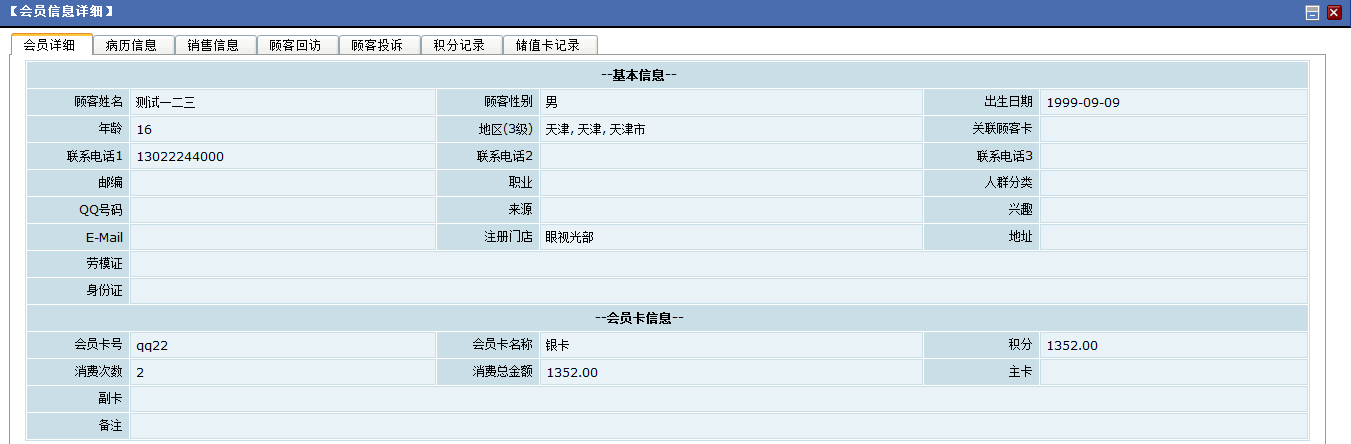 【会员信息详细】
会员详细 病历信息 销售信息 顾客回访 顾客投诉 积分记录 储值卡记录
--基本信息--
顾客姓名 测试一二三 顾客性别 男 出生日期 1999-09-09
年龄 16 地区(3级) 天津, 天津, 天津市 关联顾客卡
联系电话1 13022244000 联系电话2 联系电话3
邮编 职业 人群分类
QQ号码 来源 兴趣
E-Mail 注册门店 眼视光部 地址
劳模证
身份证
--会员卡信息--
会员卡号 qq22 会员卡名称 银卡 积分 1352.00
消费次数 2 消费总金额 1352.00 主卡
副卡
备注